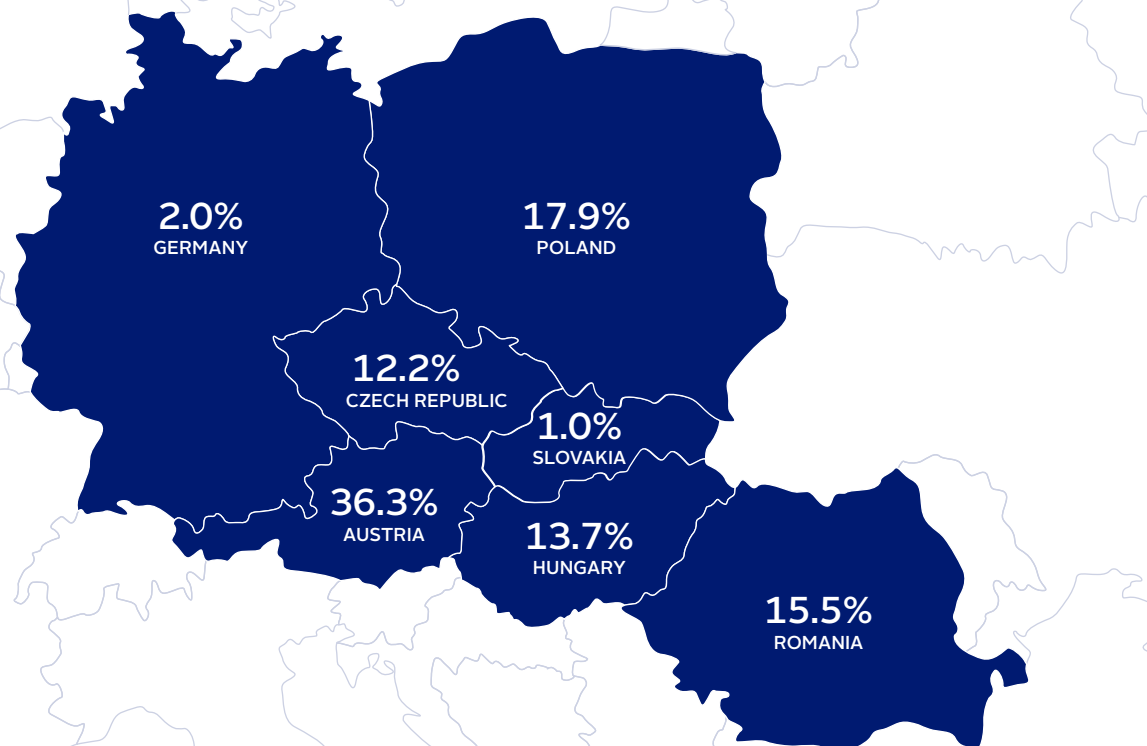 2.0%
GERMANY
17.9%
POLAND
12.2%
CZECH REPUBLIC
1.0%
SLOVAKIA
36.3%
AUSTRIA
13.7%
HUNGARY
15.5%
ROMANIA